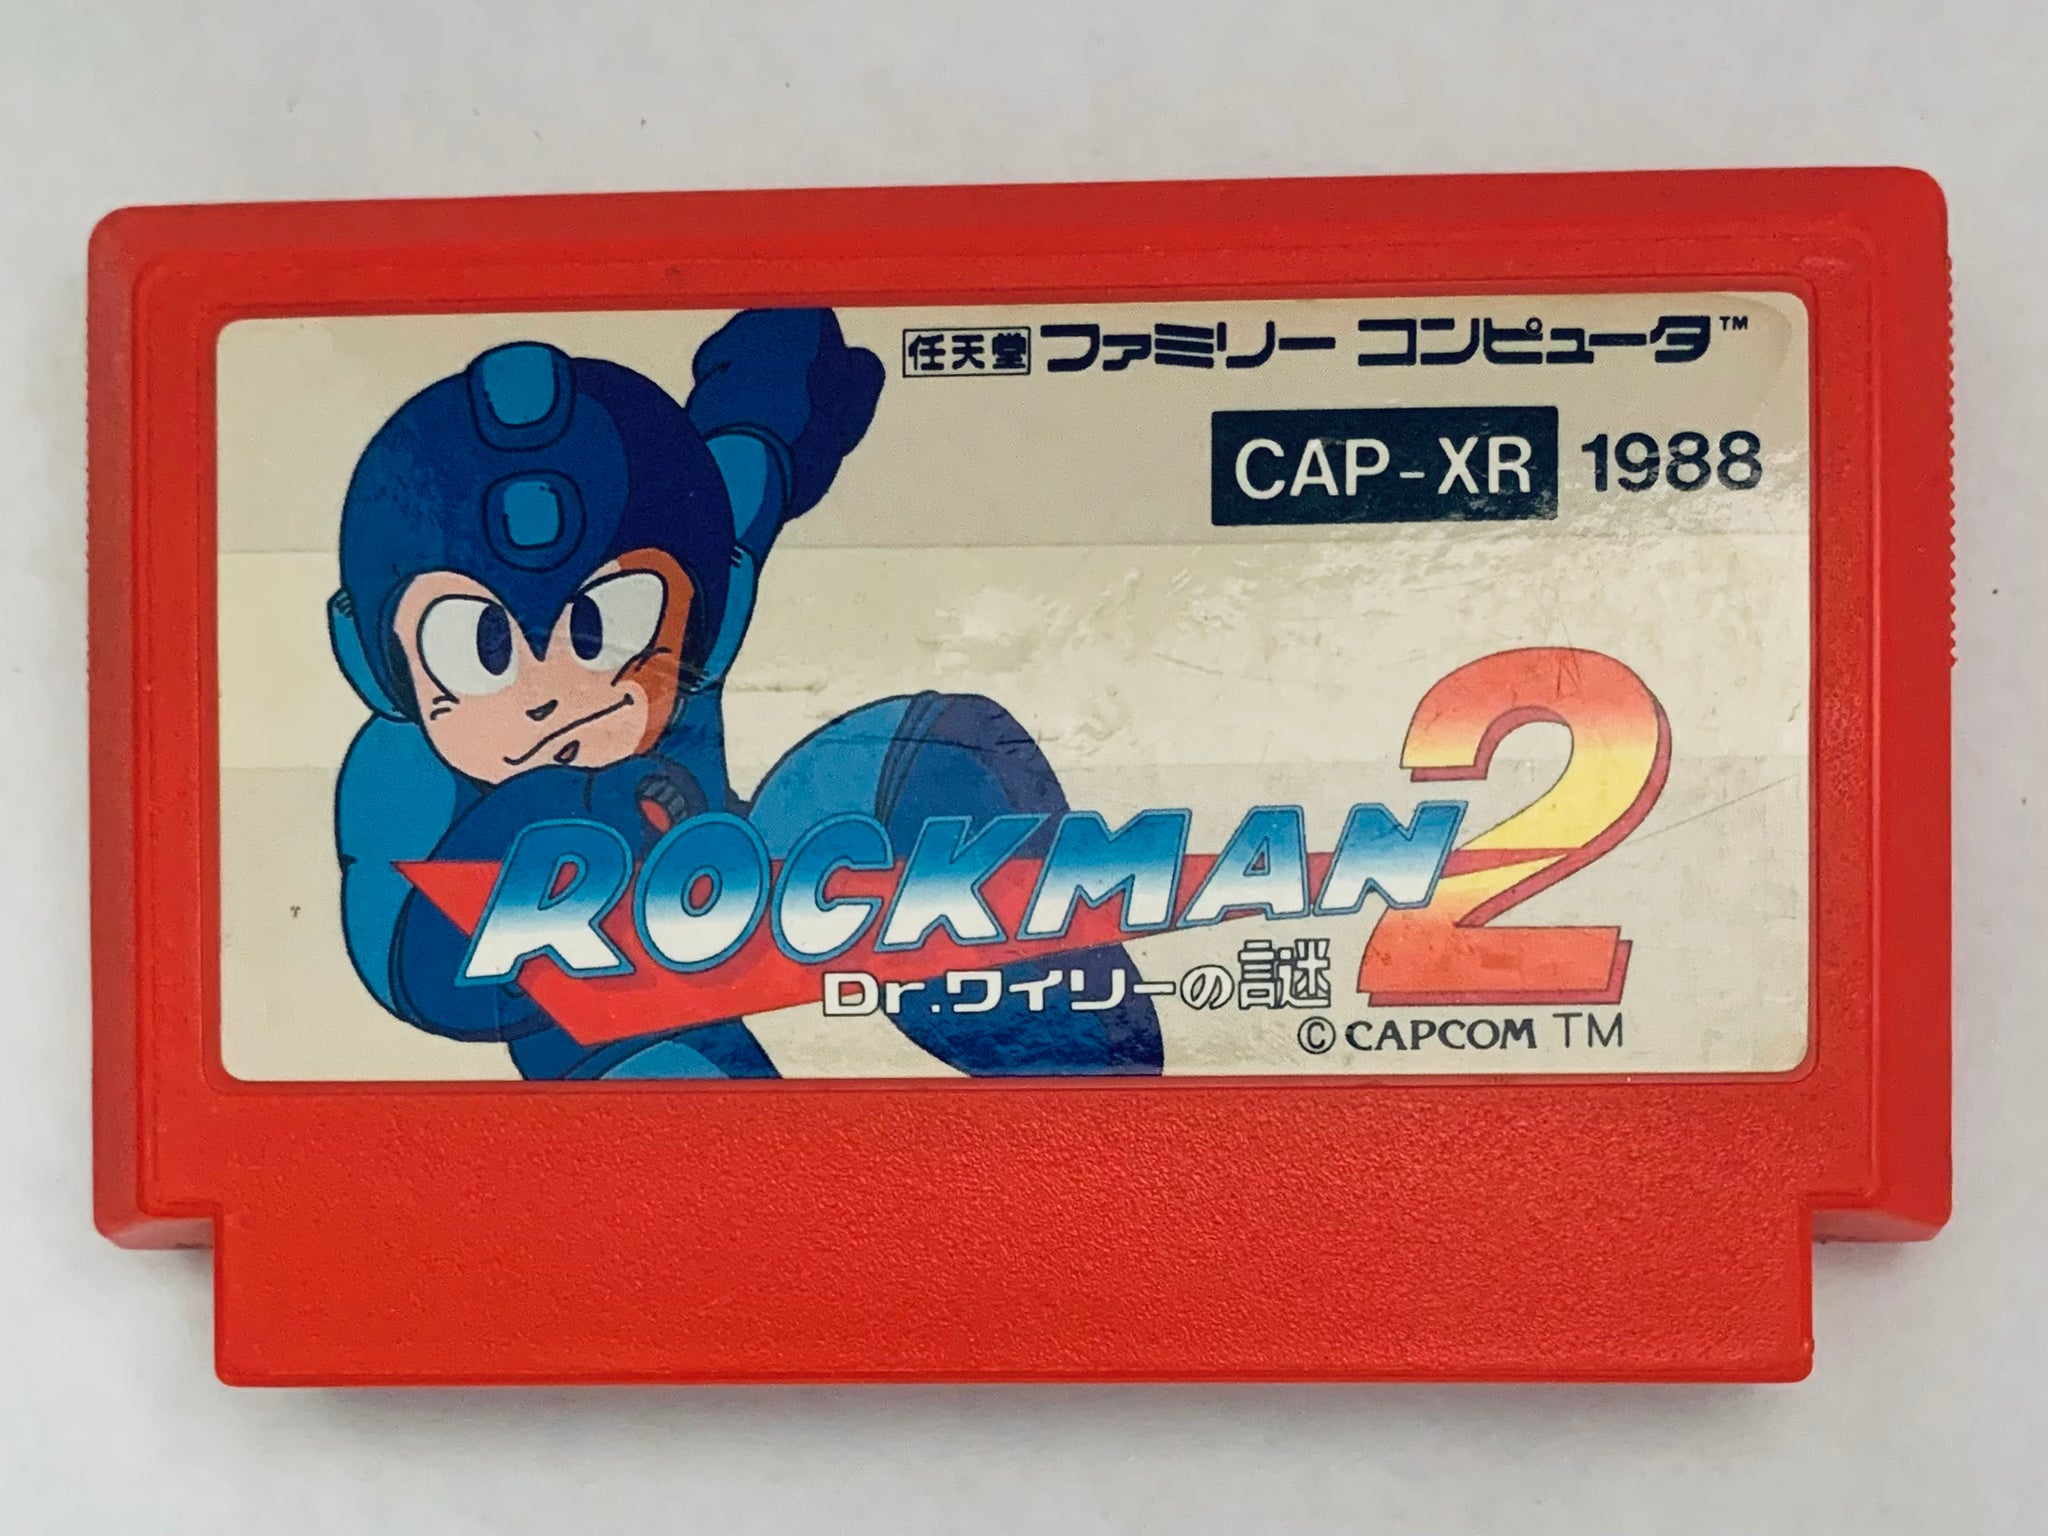 任天堂 ファミリー コンピュータ™
CAP-XR 1988
ROCKMAN 2
Dr.ワイリーの謎
© CAPCOM TM